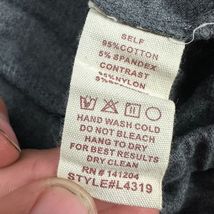 SELF
95%COTTON
5% SPANDEX
CONTRAST
95%NYLON
HAND WASH COLD
DO NOT BLEACH
HANG TO DRY
FOR BEST RESULTS
DRY CLEAN
RN# 141204
STYLE#L4319